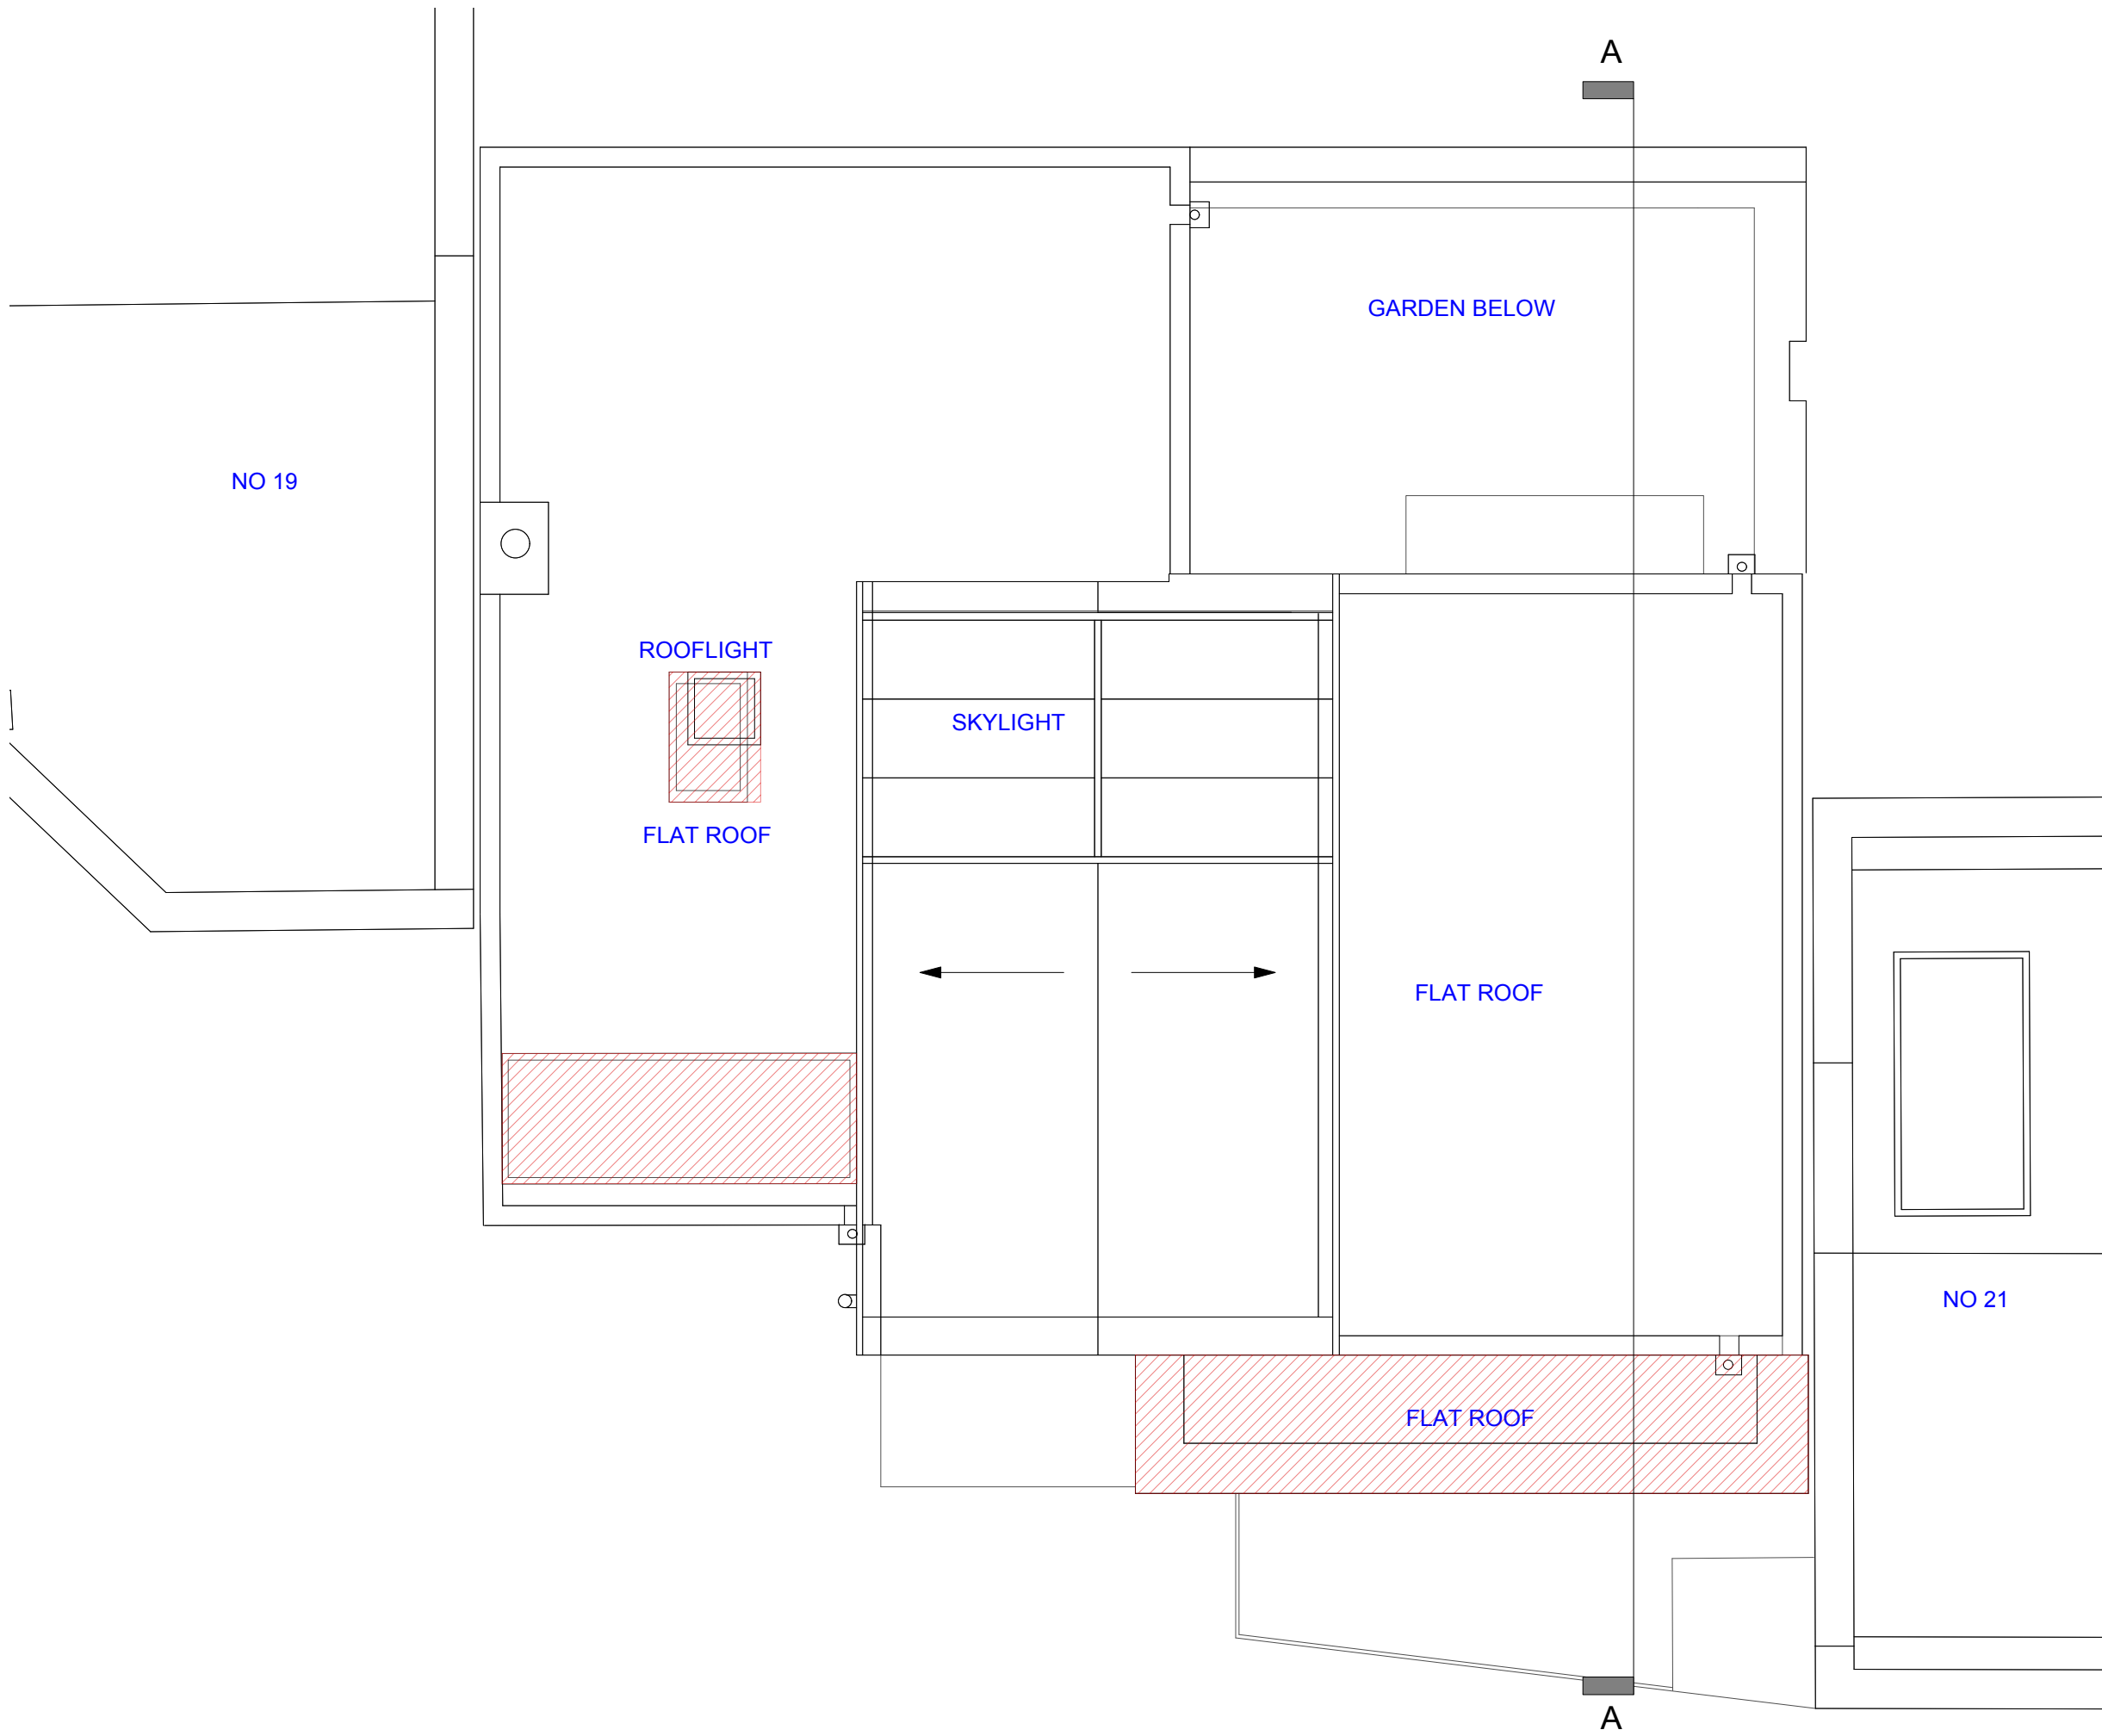 A
GARDEN BELOW
NO 19
ROOFLIGHT
SKYLIGHT
FLAT ROOF
FLAT ROOF
NO 21
FLAT ROOF
A